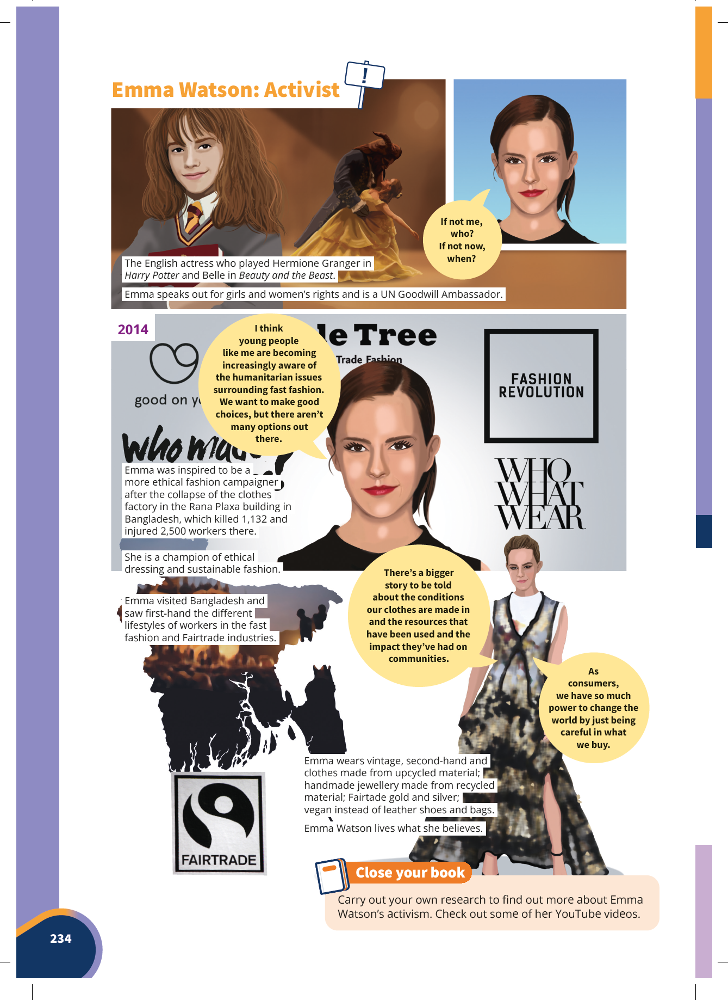 Emma Watson: Activist
!
If not me,
who?
If not now,
when?
The English actress who played Hermione Granger in
Harry Potter and Belle in Beauty and the Beast.
Emma speaks out for girls and women's rights and is a UN Goodwill Ambassador.
2014
I think
young people
like me are becoming
increasingly aware of
the humanitarian issues
surrounding fast fashion.
We want to make good
choices, but there aren't
many options out
there.
le Tree
Trade Fashion
good on
FASHION
REVOLUTION
who
WHO
WHAT
WEAR
Emma was inspired to be a
more ethical fashion campaigner
after the collapse of the clothes
factory in the Rana Plaxa building in
Bangladesh, which killed 1,132 and
injured 2,500 workers there.
She is a champion of ethical
dressing and sustainable fashion.
Emma visited Bangladesh and
saw first-hand the different
lifestyles of workers in the fast
fashion and Fairtrade industries.
There's a bigger
story to be told
about the conditions
our clothes are made in
and the resources that
have been used and the
impact they've had on
communities.
As
consumers,
we have so much
power to change the
world by just being
careful in what
we buy.
Emma wears vintage, second-hand and
clothes made from upcycled material;
handmade jewellery made from recycled
material; Fairtade gold and silver;
vegan instead of leather shoes and bags.
Emma Watson lives what she believes.
FAIRTRADE
Close your book
Carry out your own research to find out more about Emma
Watson's activism. Check out some of her YouTube videos.
234